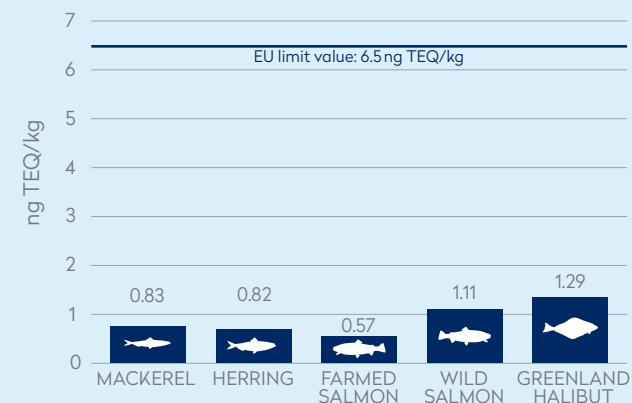 7
EU limit value: 6.5 ng TEQ/kg
6
5
4
3
2
1
0
ng TEQ/kg
0.83
0.82
0.57
1.11
1.29
MACKEREL
HERRING
FARMED
SALMON
WILD
SALMON
GREENLAND
HALIBUT